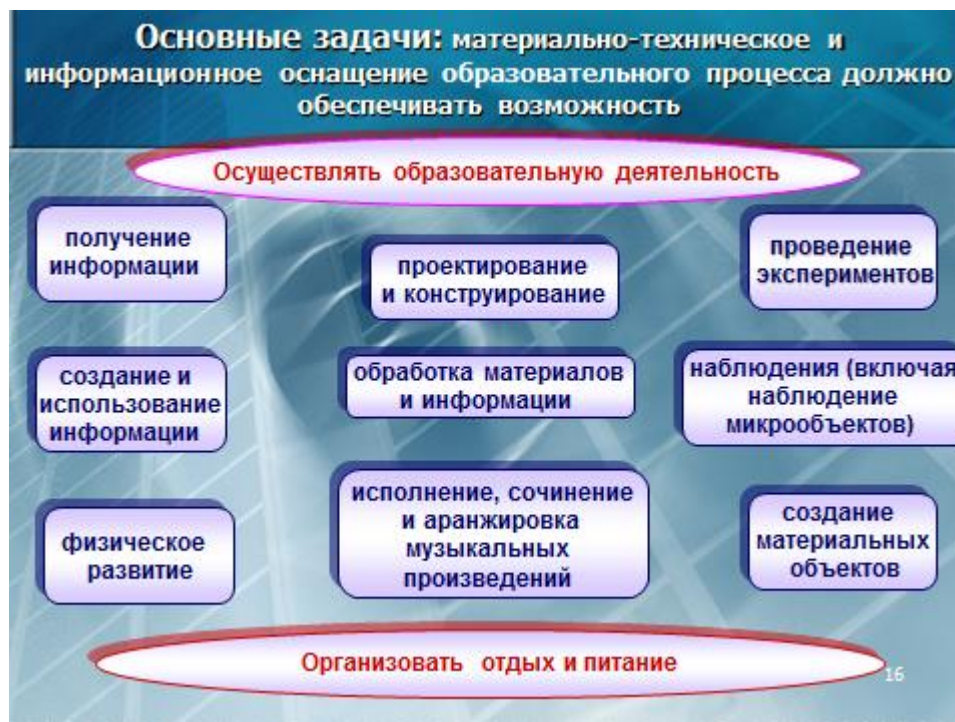 Основные задачи: материально-техническое и
информационное оснащение образовательного процесса должно
обеспечивать возможность
Осуществлять образовательную деятельность
получение
информации
проектирование
и конструирование
проведение
экспериментов
создание и
использование
информации
обработка материалов
и информации
наблюдения (включая
наблюдение
микрообъектов)
физическое
развитие
исполнение, сочинение
и аранжировка
музыкальных
произведений
создание
материальных
объектов
Организовать отдых и питание
16